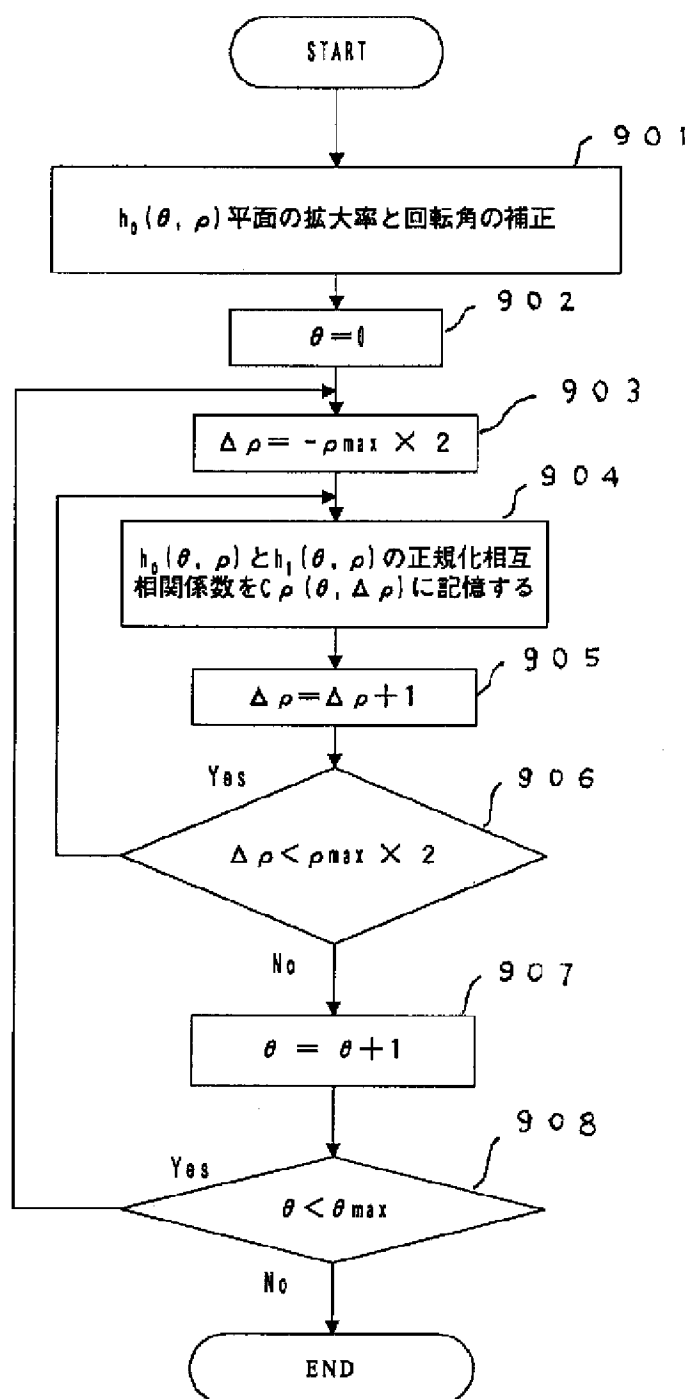 START
901
h₀(θ, ρ)平面の拡大率と回転角の補正
902
θ=0
903
Δρ=-ρmax × 2
904
h₀(θ, ρ)とh₁(θ, ρ)の正規化相互
相関係数をCρ(θ, Δρ)に記憶する
905
Δρ=Δρ+1
Yes
906
Δρ<ρmax × 2
No
907
θ = θ+1
908
Yes
θ<θmax
No
END